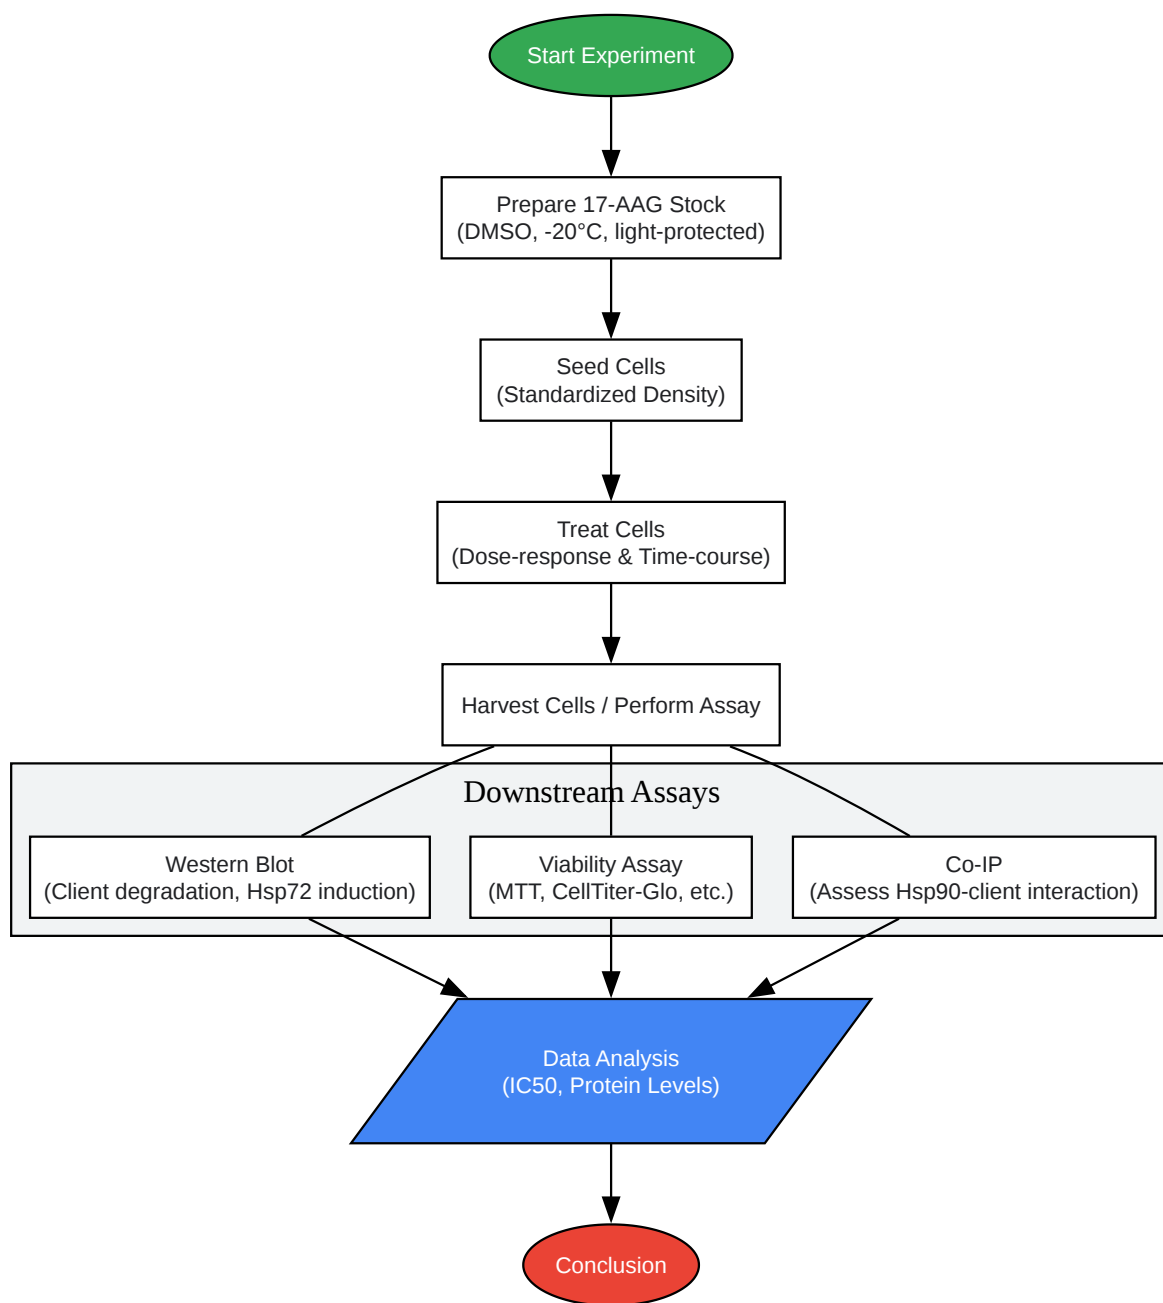 Start Experiment
Prepare 17-AAG Stock
(DMSO, -20°C, light-protected)
Seed Cells
(Standardized Density)
Treat Cells
(Dose-response & Time-course)
Harvest Cells / Perform Assay
Downstream Assays
Western Blot
(Client degradation, Hsp72 induction)
Viability Assay
(MTT, CellTiter-Glo, etc.)
Co-IP
(Assess Hsp90-client interaction)
Data Analysis
(IC50, Protein Levels)
Conclusion